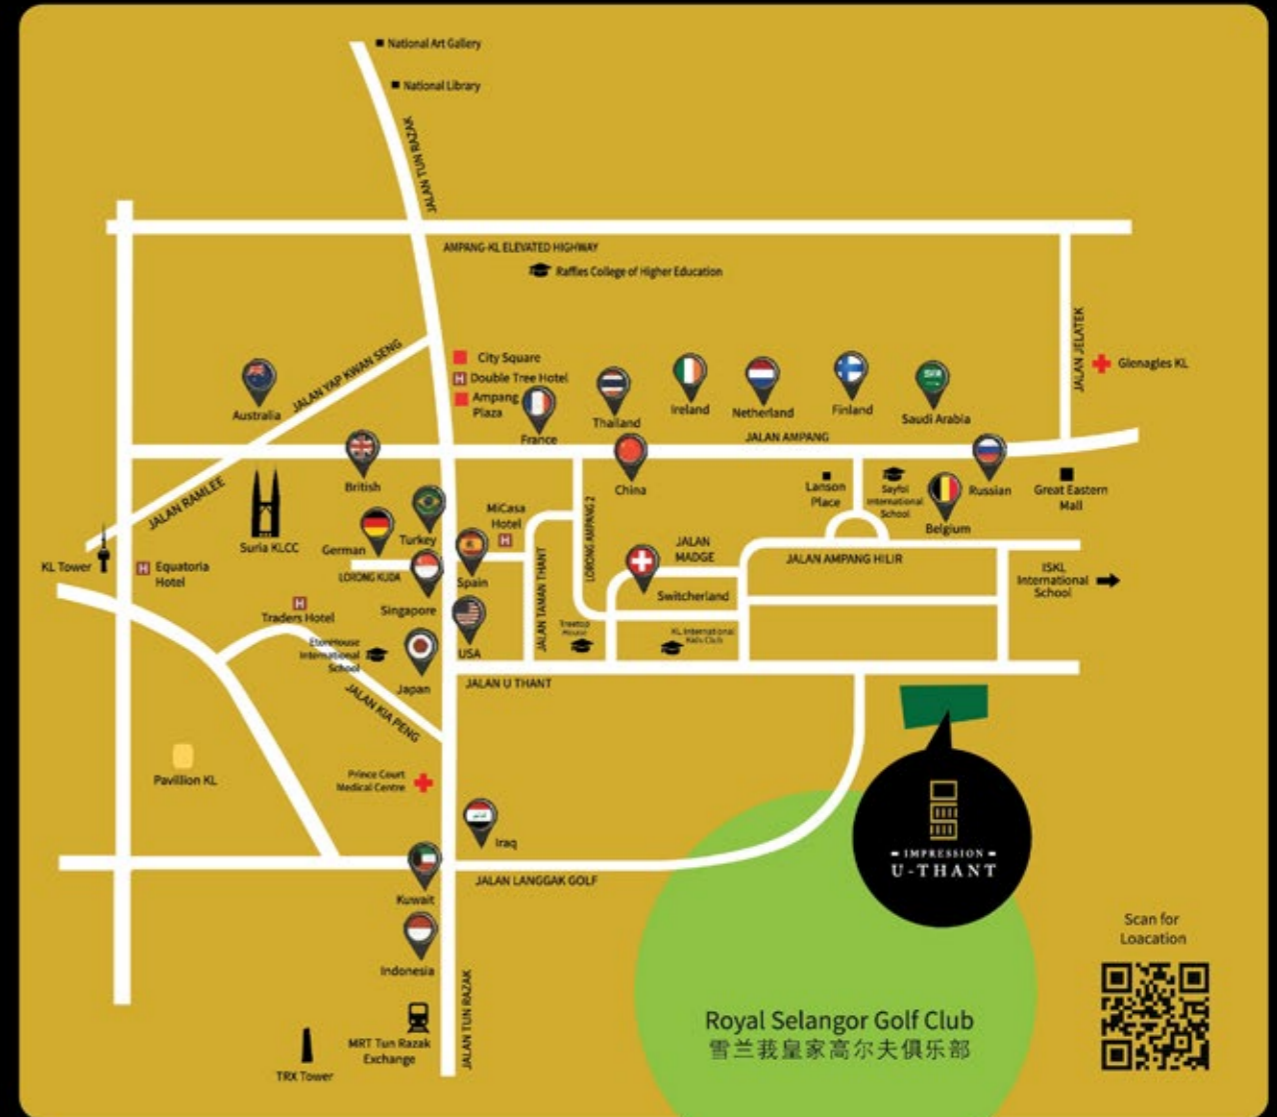 National Art Gallery
National Library
JALAN TUN RAZAK
AMPANG-KL ELEVATED HIGHWAY
Raffles College of Higher Education
JALAN YAP KWAN SENG
City Square
Double Tree Hotel
Ampang
Plaza
JALAN JELATEK
Glenagles KL
Australia
France
Thailand
Ireland
Netherland
Finland
Saudi Arabia
JALAN AMPANG
British
China
Lanson
Place
Sayfol
International
School
Belgium
Russian
Great Eastern
Mall
JALAN RAMLEE
Suria KLCC
German
Turkey
MiCasa
Hotel
H
LORONG AMPANG 2
JALAN
MADGE
JALAN AMPANG HILIR
KL Tower
H
Equatoria
Hotel
LORONG KUDA
Spain
JALAN TAMAN THANT
Switcherland
ISKL
International
School
H
Traders Hotel
Singapore
Treetop
House
KL International
Kids Club
EtonHouse
International
School
USA
Japan
JALAN U THANT
JALAN KIA PENG
Pavillion KL
Prince Court
Medical Centre
Iraq
IMPRESSION
U-THANT
Kuwait
JALAN LANGGAK GOLF
Indonesia
Scan for
Loacation
JALAN TUN RAZAK
MRT Tun Razak
Exchange
TRX Tower
Royal Selangor Golf Club
雪兰莪皇家高尔夫俱乐部